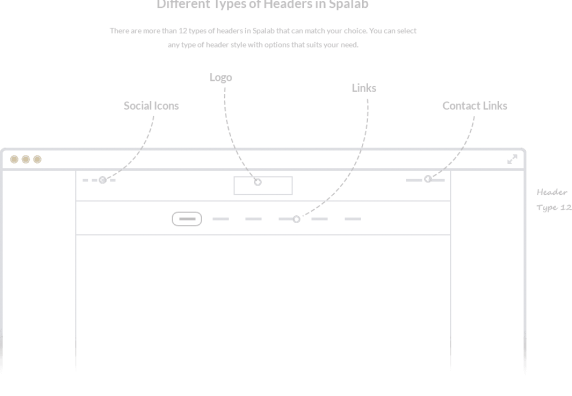 Different Types of Headers in Spalab
There are more than 12 types of headers in Spalab that can match your choice. You can select
any type of header style with options that suits your need.
Logo
Links
Social Icons
Contact Links
Header
Type 12